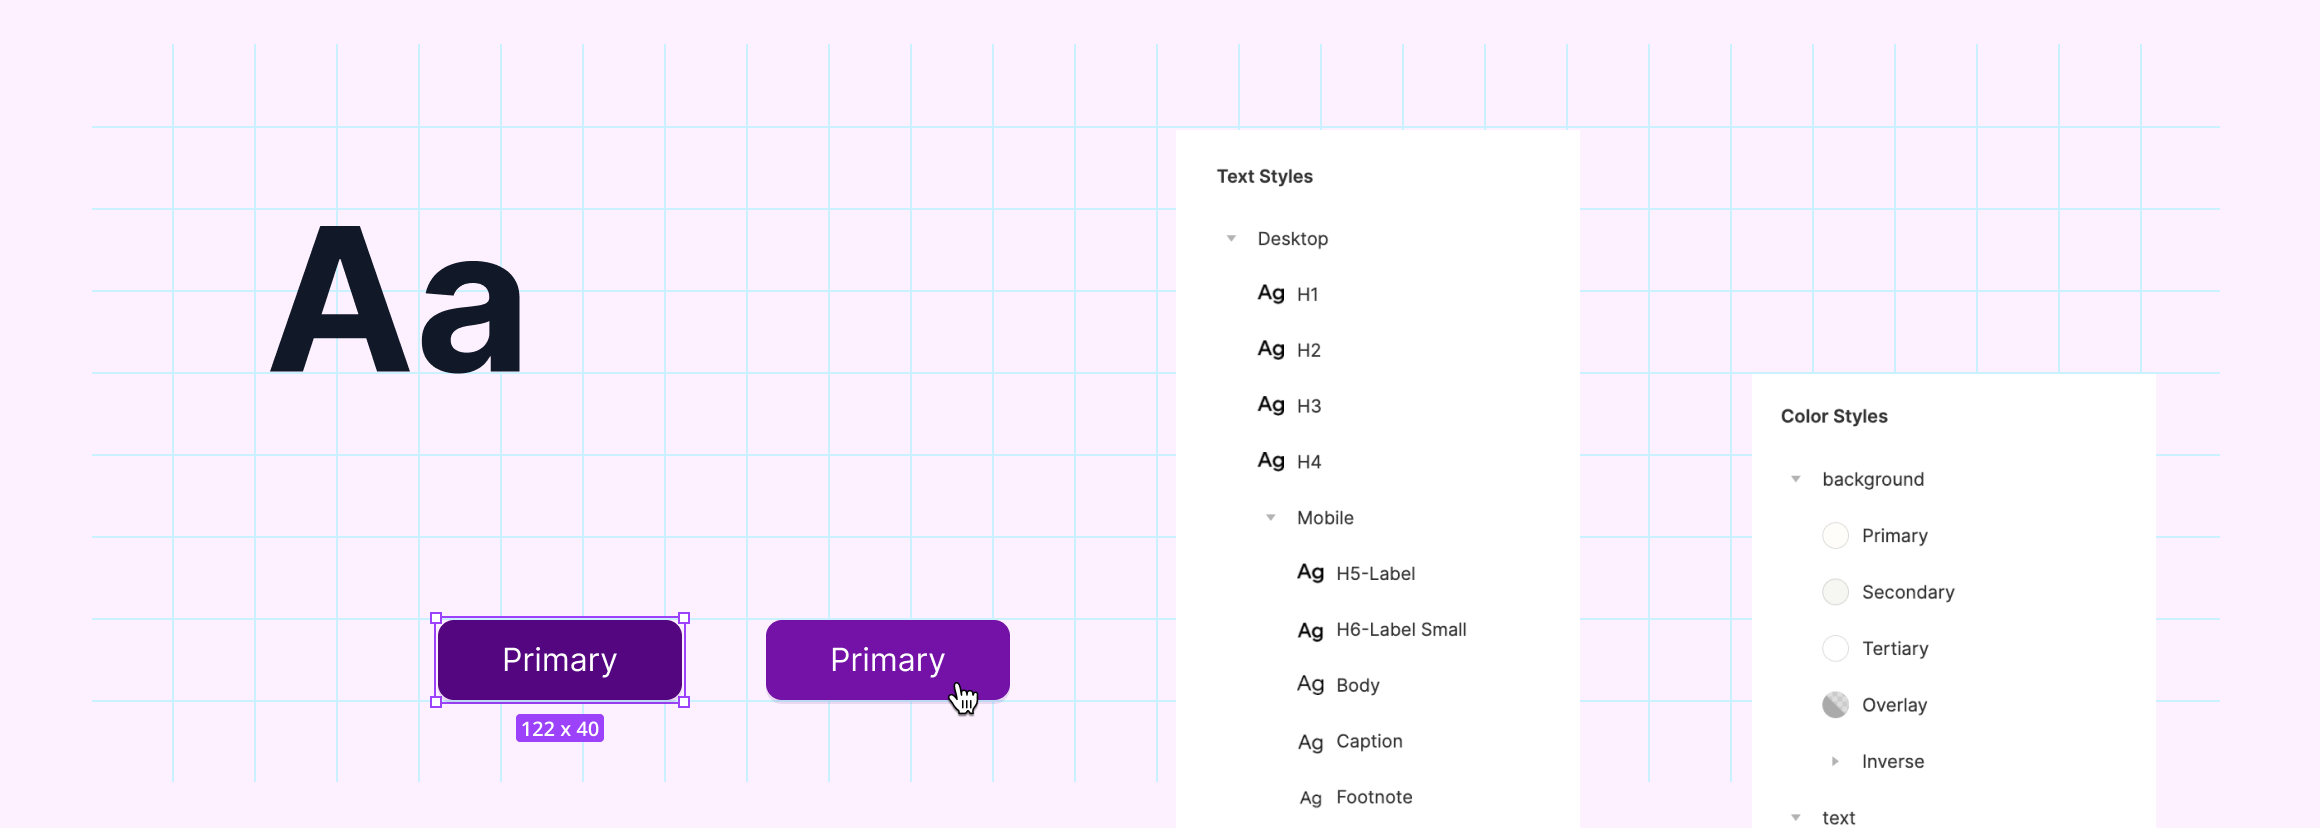 Aa
Primary
122 x 40
Primary
Text Styles
Desktop
Ag H1
Ag H2
Ag H3
Ag H4
Mobile
Ag H5-Label
Ag H6-Label Small
Ag Body
Ag Caption
Ag Footnote
Color Styles
background
Primary
Secondary
Tertiary
Overlay
Inverse
text